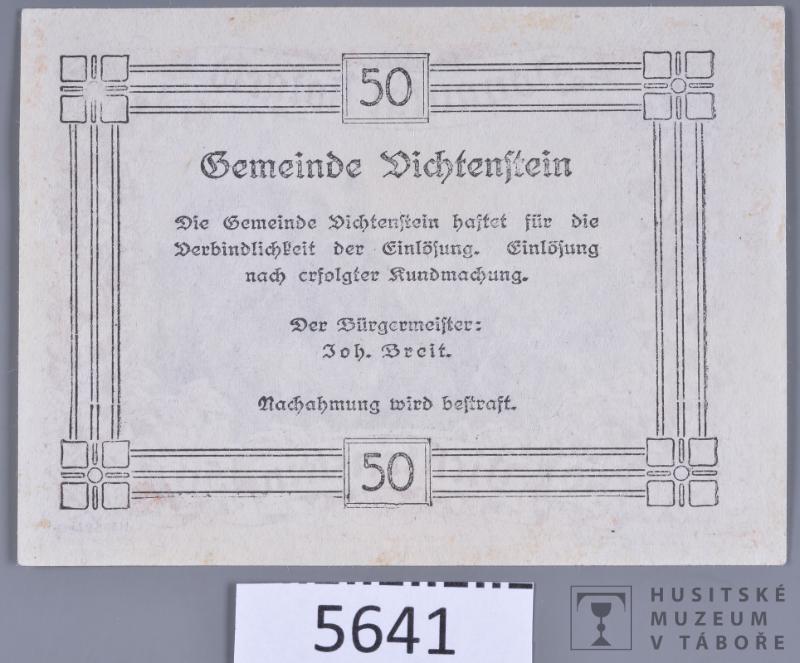 50
Gemeinde Vichtenstein
Die Gemeinde Vichtenstein haftet für die
Verbindlichkeit der Einlösung. Einlösung
nach erfolgter Kundmachung.
Der Bürgermeister:
Joh. Breit.
Nachahmung wird bestraft.
50
5641
HUSITSKÉ
MUZEUM
V TÁBOŘE